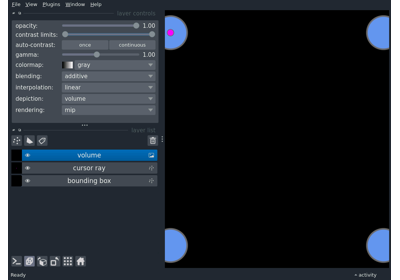 File View Plugins Window Help
layer controls
opacity: 1.00
contrast limits:
auto-contrast: once continuous
gamma: 1.00
colormap: gray
blending: additive
interpolation: linear
depiction: volume
rendering: mip
layer list
volume
cursor ray
bounding box
Ready activity